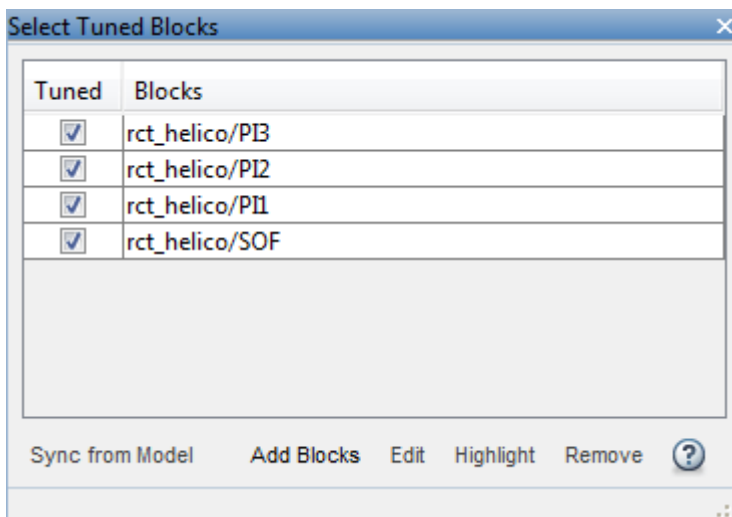 Select Tuned Blocks
Tuned Blocks
rct_helico/PI3
rct_helico/PI2
rct_helico/PI1
rct_helico/SOF
Sync from Model Add Blocks Edit Highlight Remove ?